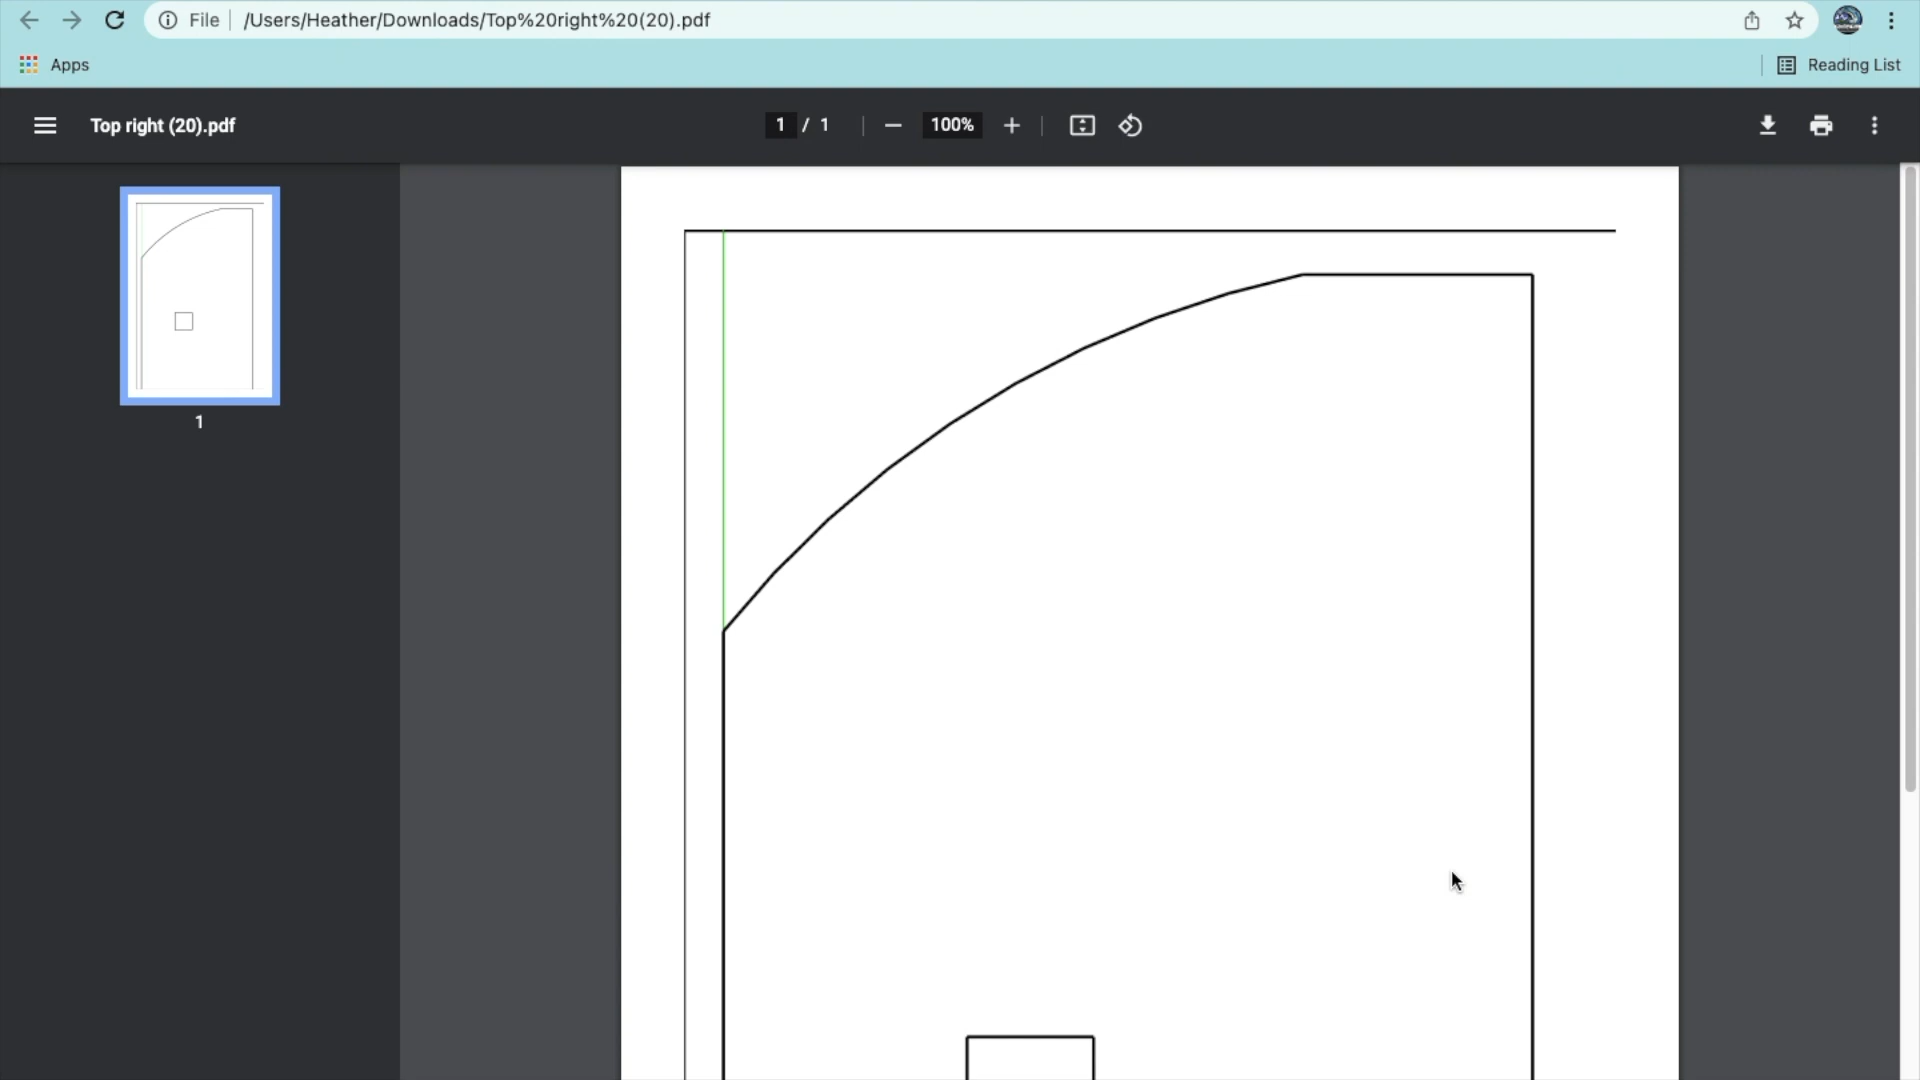 File /Users/Heather/Downloads/Top%20right%20(20).pdf
Apps
Reading List
Top right (20).pdf
1 / 1
100%
1